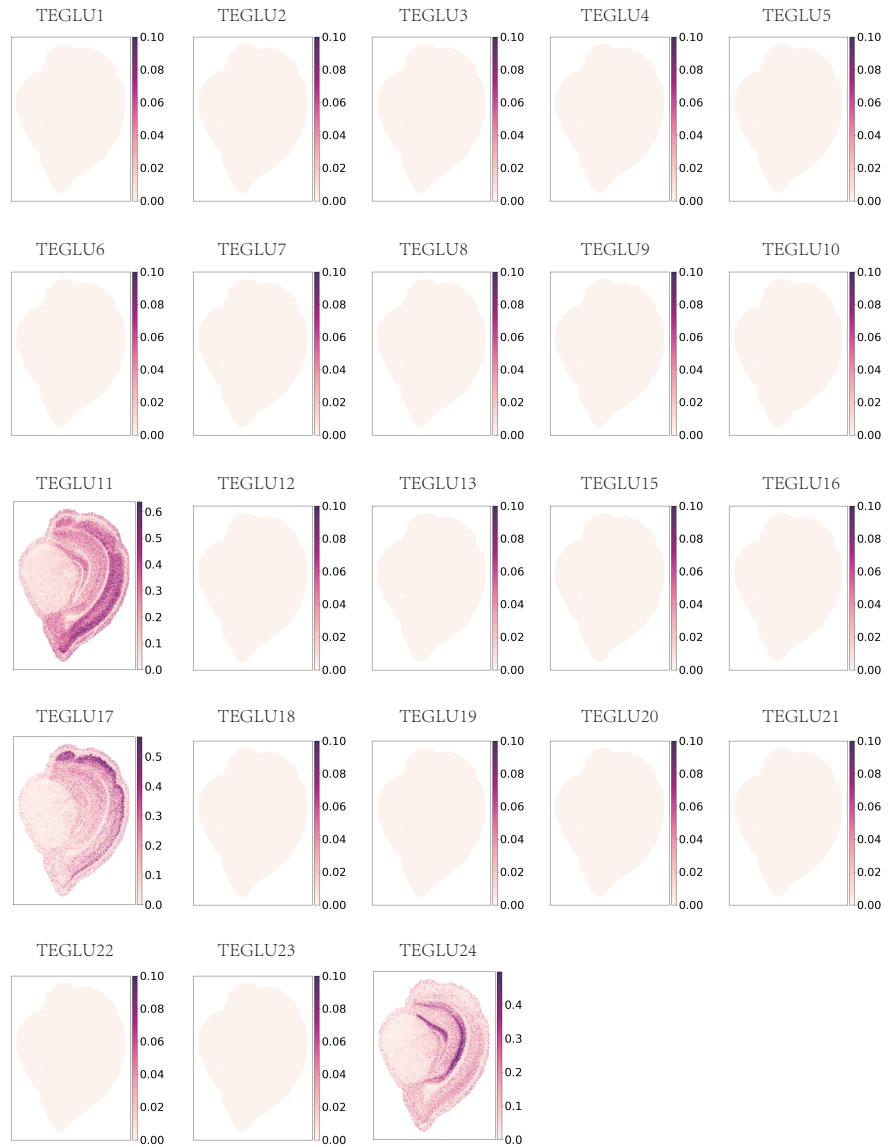 TEGLU1 TEGLU2 TEGLU3 TEGLU4 TEGLU5
0.10 0.10 0.10 0.10 0.10
0.08 0.08 0.08 0.08 0.08
0.06 0.06 0.06 0.06 0.06
0.04 0.04 0.04 0.04 0.04
0.02 0.02 0.02 0.02 0.02
0.00 0.00 0.00 0.00 0.00
TEGLU6 TEGLU7 TEGLU8 TEGLU9 TEGLU10
0.10 0.10 0.10 0.10 0.10
0.08 0.08 0.08 0.08 0.08
0.06 0.06 0.06 0.06 0.06
0.04 0.04 0.04 0.04 0.04
0.02 0.02 0.02 0.02 0.02
0.00 0.00 0.00 0.00 0.00
TEGLU11 TEGLU12 TEGLU13 TEGLU15 TEGLU16
0.6 0.10 0.10 0.10 0.10
0.5 0.08 0.08 0.08 0.08
0.4 0.06 0.06 0.06 0.06
0.3 0.04 0.04 0.04 0.04
0.2 0.02 0.02 0.02 0.02
0.1 0.00 0.00 0.00 0.00
0.0
TEGLU17 TEGLU18 TEGLU19 TEGLU20 TEGLU21
0.5 0.10 0.10 0.10 0.10
0.4 0.08 0.08 0.08 0.08
0.3 0.06 0.06 0.06 0.06
0.2 0.04 0.04 0.04 0.04
0.1 0.02 0.02 0.02 0.02
0.0 0.00 0.00 0.00 0.00
TEGLU22 TEGLU23 TEGLU24
0.10 0.10 0.4
0.08 0.08 0.3
0.06 0.06 0.2
0.04 0.04 0.1
0.02 0.02 0.0
0.00 0.00